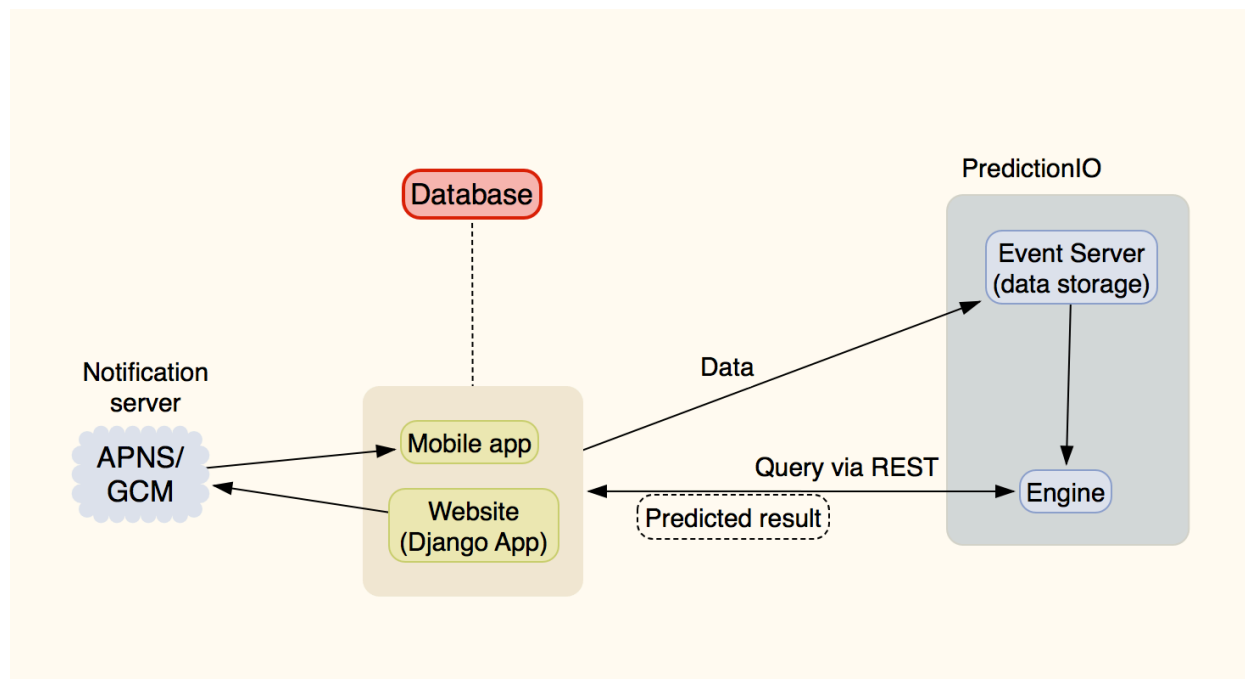 PredictionIO
Database
Event Server
(data storage)
Data
Notification
server
APNS/
GCM
Mobile app
Website
(Django App)
Query via REST
Predicted result
Engine